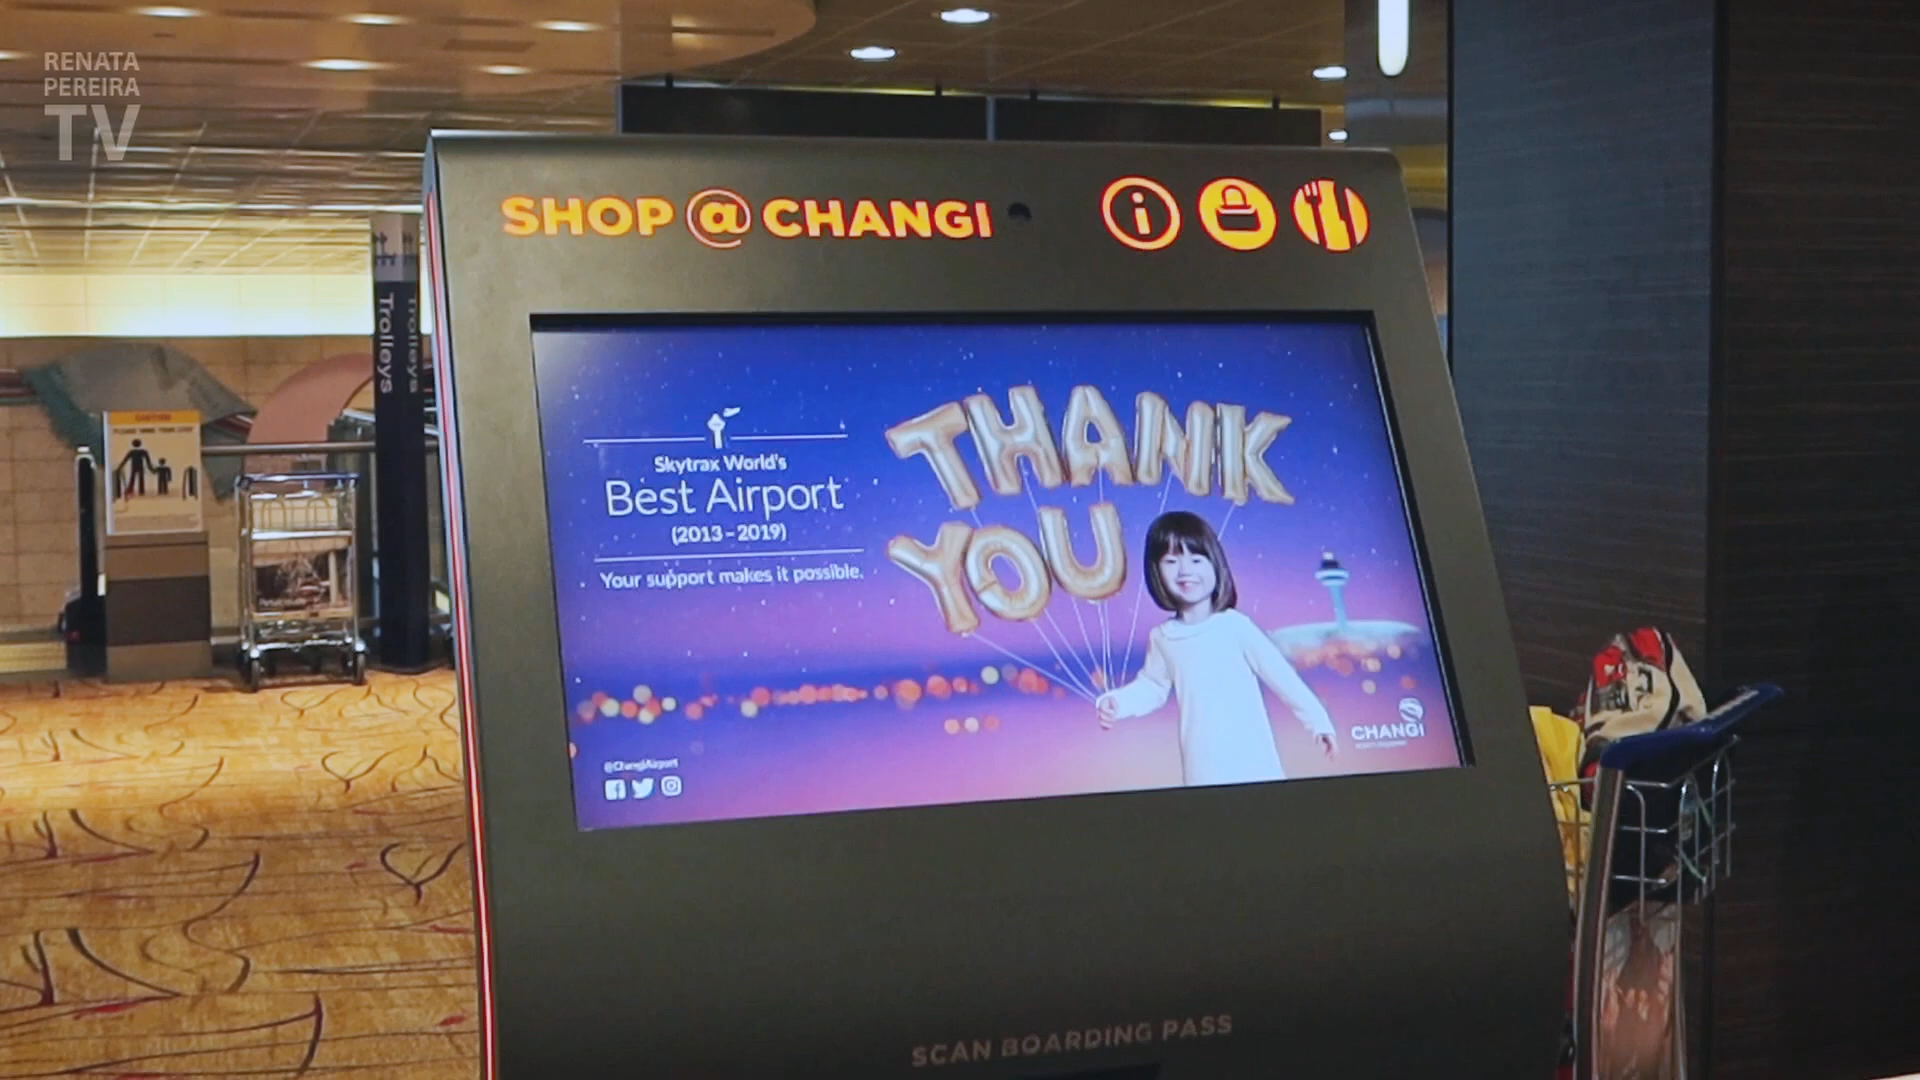 RENATA
PEREIRA
TV
SHOP @ CHANGI
i
Trolleys
Trolleys
CAUTION
Skytrax World's
Best Airport
(2013-2019)
Your support makes it possible.
THANK
YOU
CHANGI
@ChangiAirport
SCAN BOARDING PASS